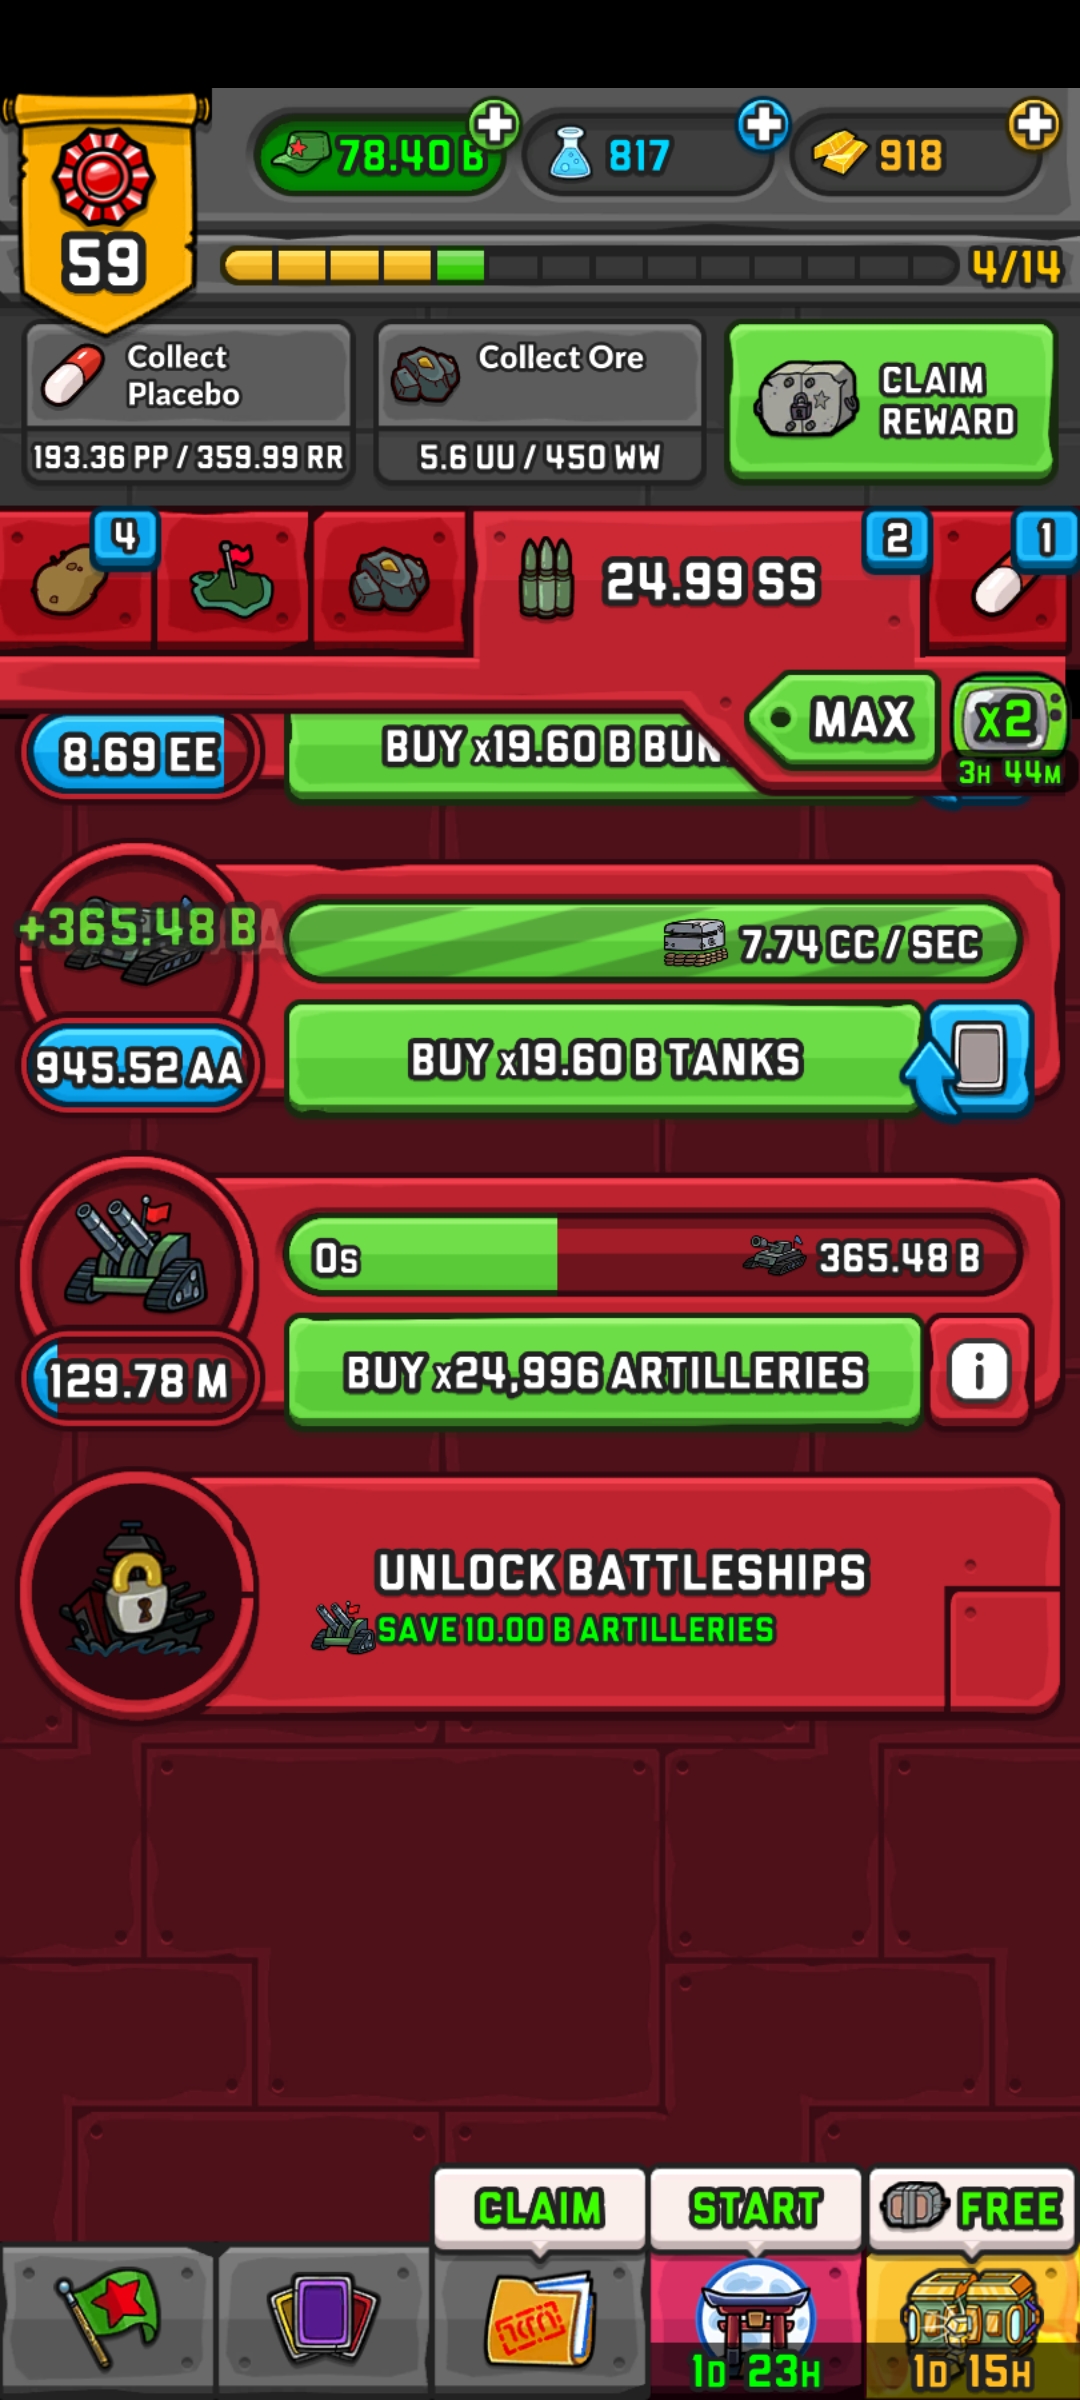 78.40 B
817
918
59
4/14
Collect
Placebo
193.36 PP / 359.99 RR
Collect Ore
5.6 UU / 450 WW
CLAIM
REWARD
4
24.99 SS
2
1
MAX
x2
3H 44M
8.69 EE
BUY x19.60 B BUN
+365.48 B
7.74 CC / SEC
945.52 AA
BUY x19.60 B TANKS
0s
365.48 B
129.78 M
BUY x24,996 ARTILLERIES
i
UNLOCK BATTLESHIPS
SAVE 10.00 B ARTILLERIES
CLAIM
START
FREE
1D 23H
1D 15H